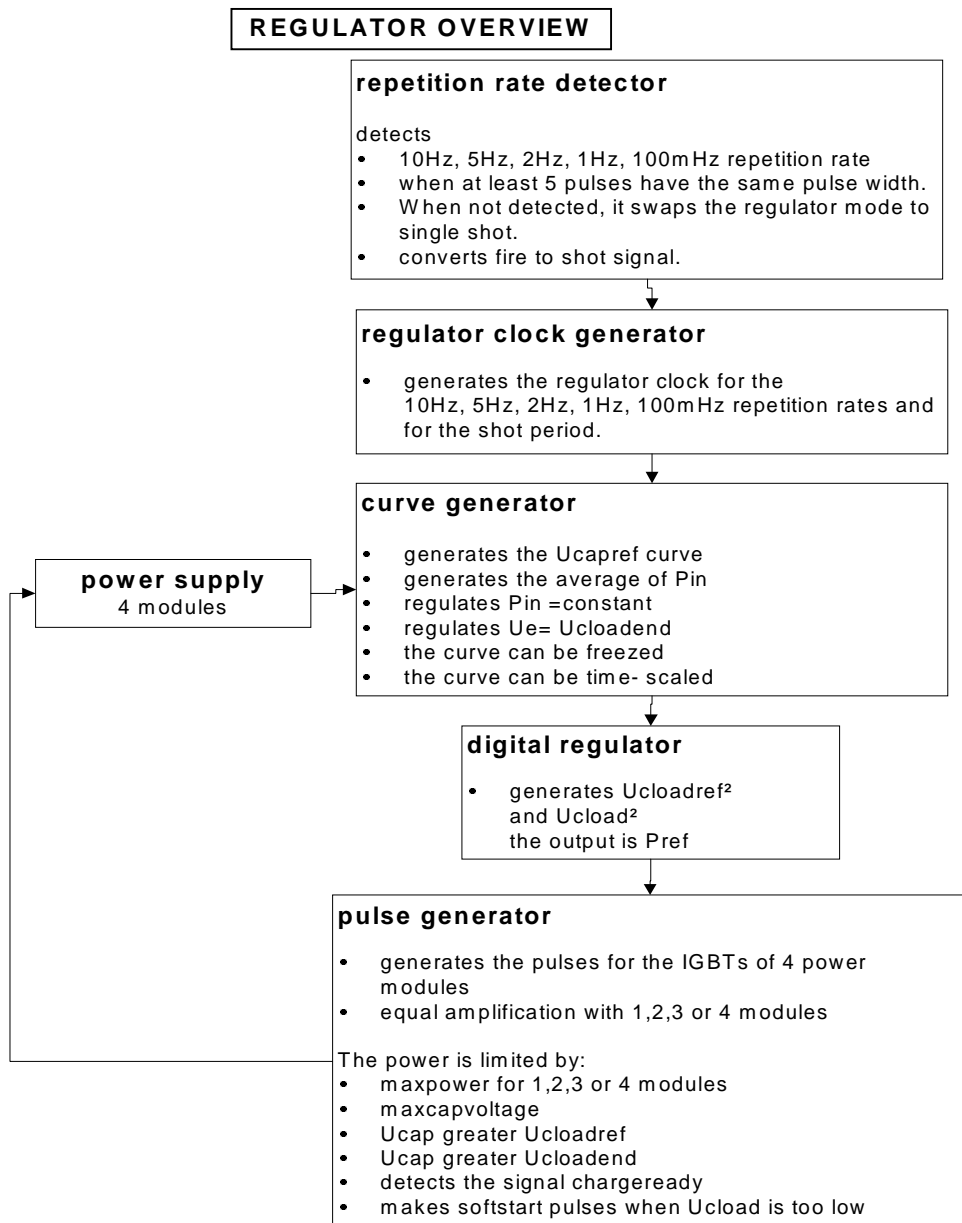 REGULATOR OVERVIEW
repetition rate detector
detects
• 10Hz, 5Hz, 2Hz, 1Hz, 100mHz repetition rate
• when at least 5 pulses have the same pulse width.
• When not detected, it swaps the regulator mode to
single shot.
• converts fire to shot signal.
regulator clock generator
• generates the regulator clock for the
10Hz, 5Hz, 2Hz, 1Hz, 100mHz repetition rates and
for the shot period.
curve generator
• generates the Ucapref curve
• generates the average of Pin
• regulates Pin =constant
• regulates Ue= Ucloadend
• the curve can be freezed
• the curve can be time- scaled
power supply
4 modules
digital regulator
• generates Ucloadref²
and Ucload²
the output is Pref
pulse generator
• generates the pulses for the IGBTs of 4 power
modules
• equal amplification with 1,2,3 or 4 modules
The power is limited by:
• maxpower for 1,2,3 or 4 modules
• maxcapvoltage
• Ucap greater Ucloadref
• Ucap greater Ucloadend
• detects the signal chargeready
• makes softstart pulses when Ucload is too low